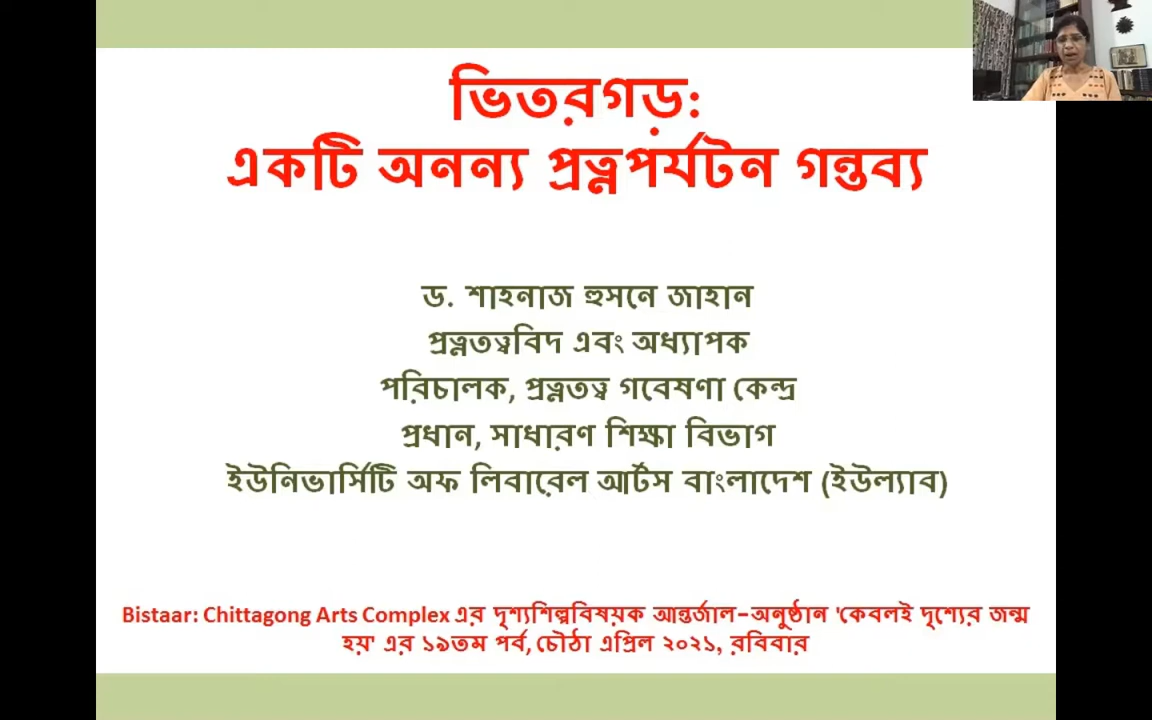 ভিতরগড়:
একটি অনন্য প্রত্নপর্যটন গন্তব্য
ড. শাহনাজ হুসনে জাহান
প্রত্নতত্ত্ববিদ এবং অধ্যাপক
পরিচালক, প্রত্নতত্ত্ব গবেষণা কেন্দ্র
প্রধান, সাধারণ শিক্ষা বিভাগ
ইউনিভার্সিটি অফ লিবারেল আর্টস বাংলাদেশ (ইউল্যাব)
Bistaar: Chittagong Arts Complex এর দৃশ্যশিল্পবিষয়ক আন্তর্জাল-অনুষ্ঠান 'কেবলই দৃশ্যের জন্ম
হয়' এর ১৯তম পর্ব, চৌঠা এপ্রিল ২০২১, রবিবার